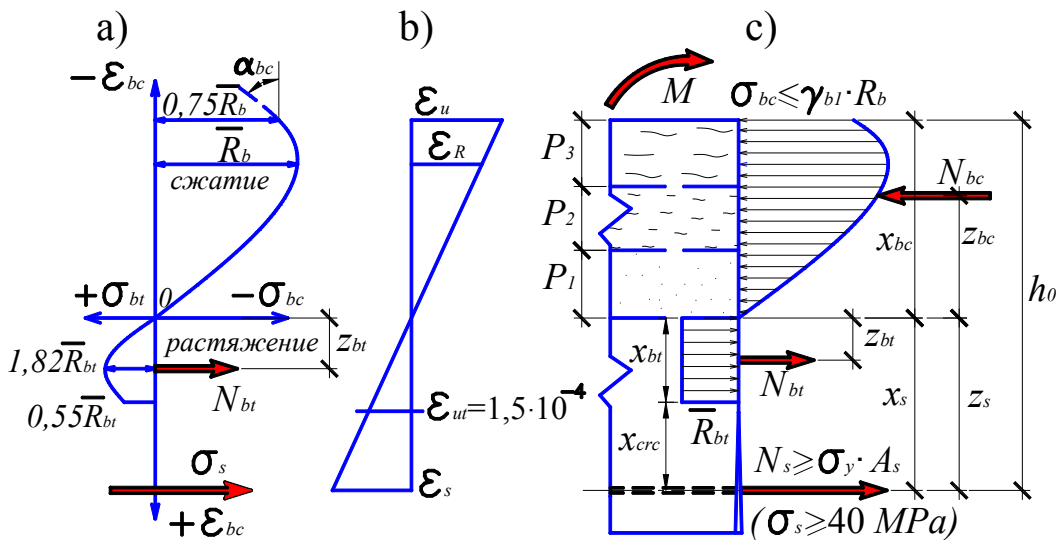 a)
b)
c)
−ε_bc
α_bc
0,75R̅_b
R̅_b
сжатие
+σ_bt
0
−σ_bc
растяжение
z_bt
1,82R̅_bt
N_bt
0,55R̅_bt
σ_s
+ε_bc
ε_u
ε_R
ε_ut=1,5·10⁻⁴
ε_s
M
σ_bc≤γ_b1·R_b
P_3
P_2
P_1
N_bc
x_bc
z_bc
h_0
x_bt
z_bt
N_bt
R̅_bt
x_crc
x_s
z_s
N_s≥σ_y·A_s
(σ_s≥40 MPa)